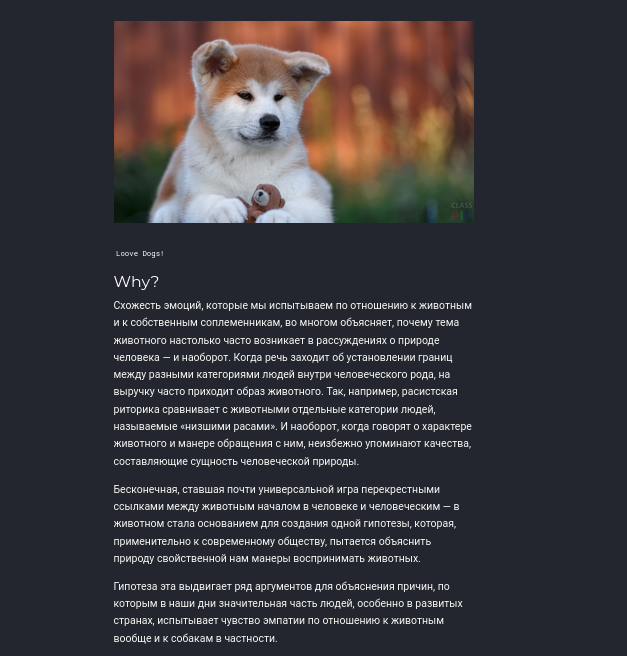 CLASS
Loove Dogs!
Why?
Схожесть эмоций, которые мы испытываем по отношению к животным
и к собственным соплеменникам, во многом объясняет, почему тема
животного настолько часто возникает в рассуждениях о природе
человека — и наоборот. Когда речь заходит об установлении границ
между разными категориями людей внутри человеческого рода, на
выручку часто приходит образ животного. Так, например, расистская
риторика сравнивает с животными отдельные категории людей,
называемые «низшими расами». И наоборот, когда говорят о характере
животного и манере обращения с ним, неизбежно упоминают качества,
составляющие сущность человеческой природы.
Бесконечная, ставшая почти универсальной игра перекрестными
ссылками между животным началом в человеке и человеческим — в
животном стала основанием для создания одной гипотезы, которая,
применительно к современному обществу, пытается объяснить
природу свойственной нам манеры воспринимать животных.
Гипотеза эта выдвигает ряд аргументов для объяснения причин, по
которым в наши дни значительная часть людей, особенно в развитых
странах, испытывает чувство эмпатии по отношению к животным
вообще и к собакам в частности.